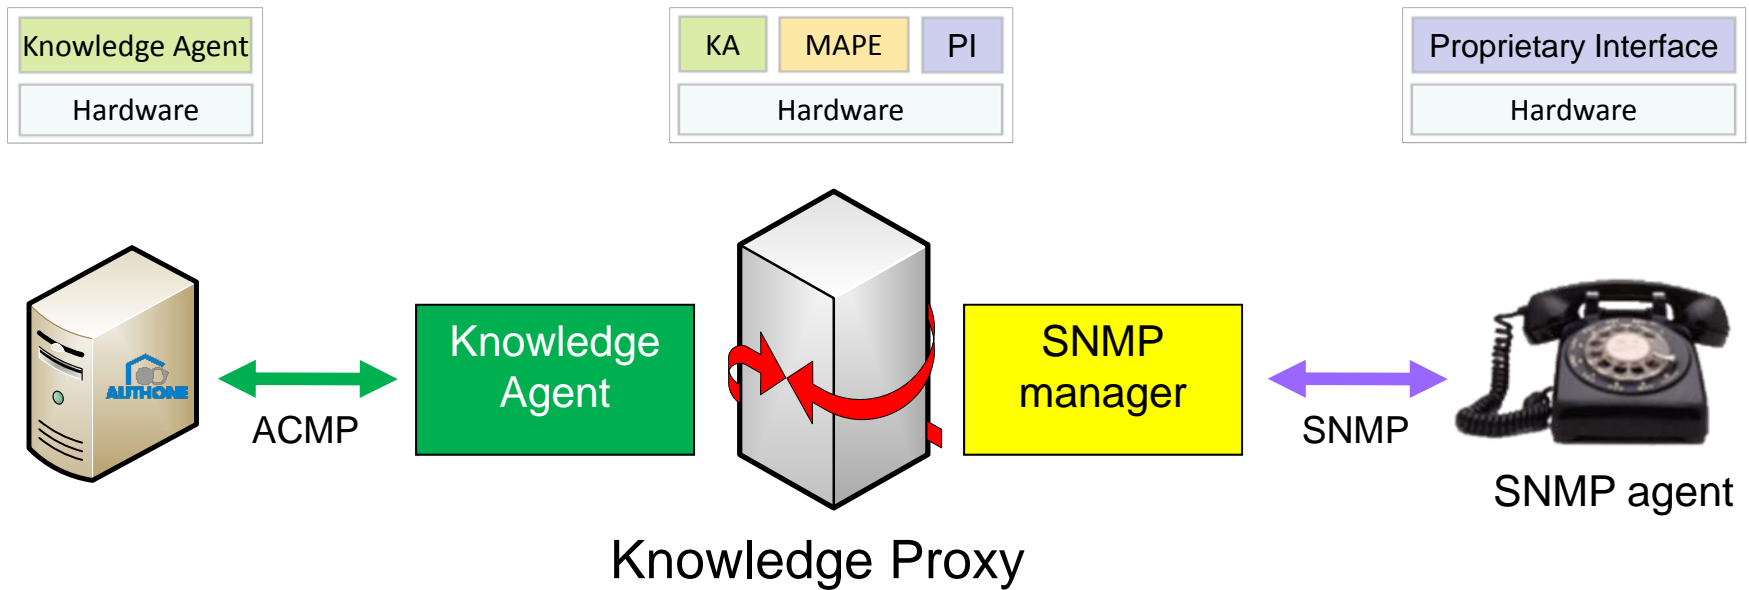 Knowledge Agent
Hardware
KA MAPE PI
Hardware
Proprietary Interface
Hardware
AUTHONE
ACMP
Knowledge
Agent
SNMP
manager
SNMP
SNMP agent
Knowledge Proxy